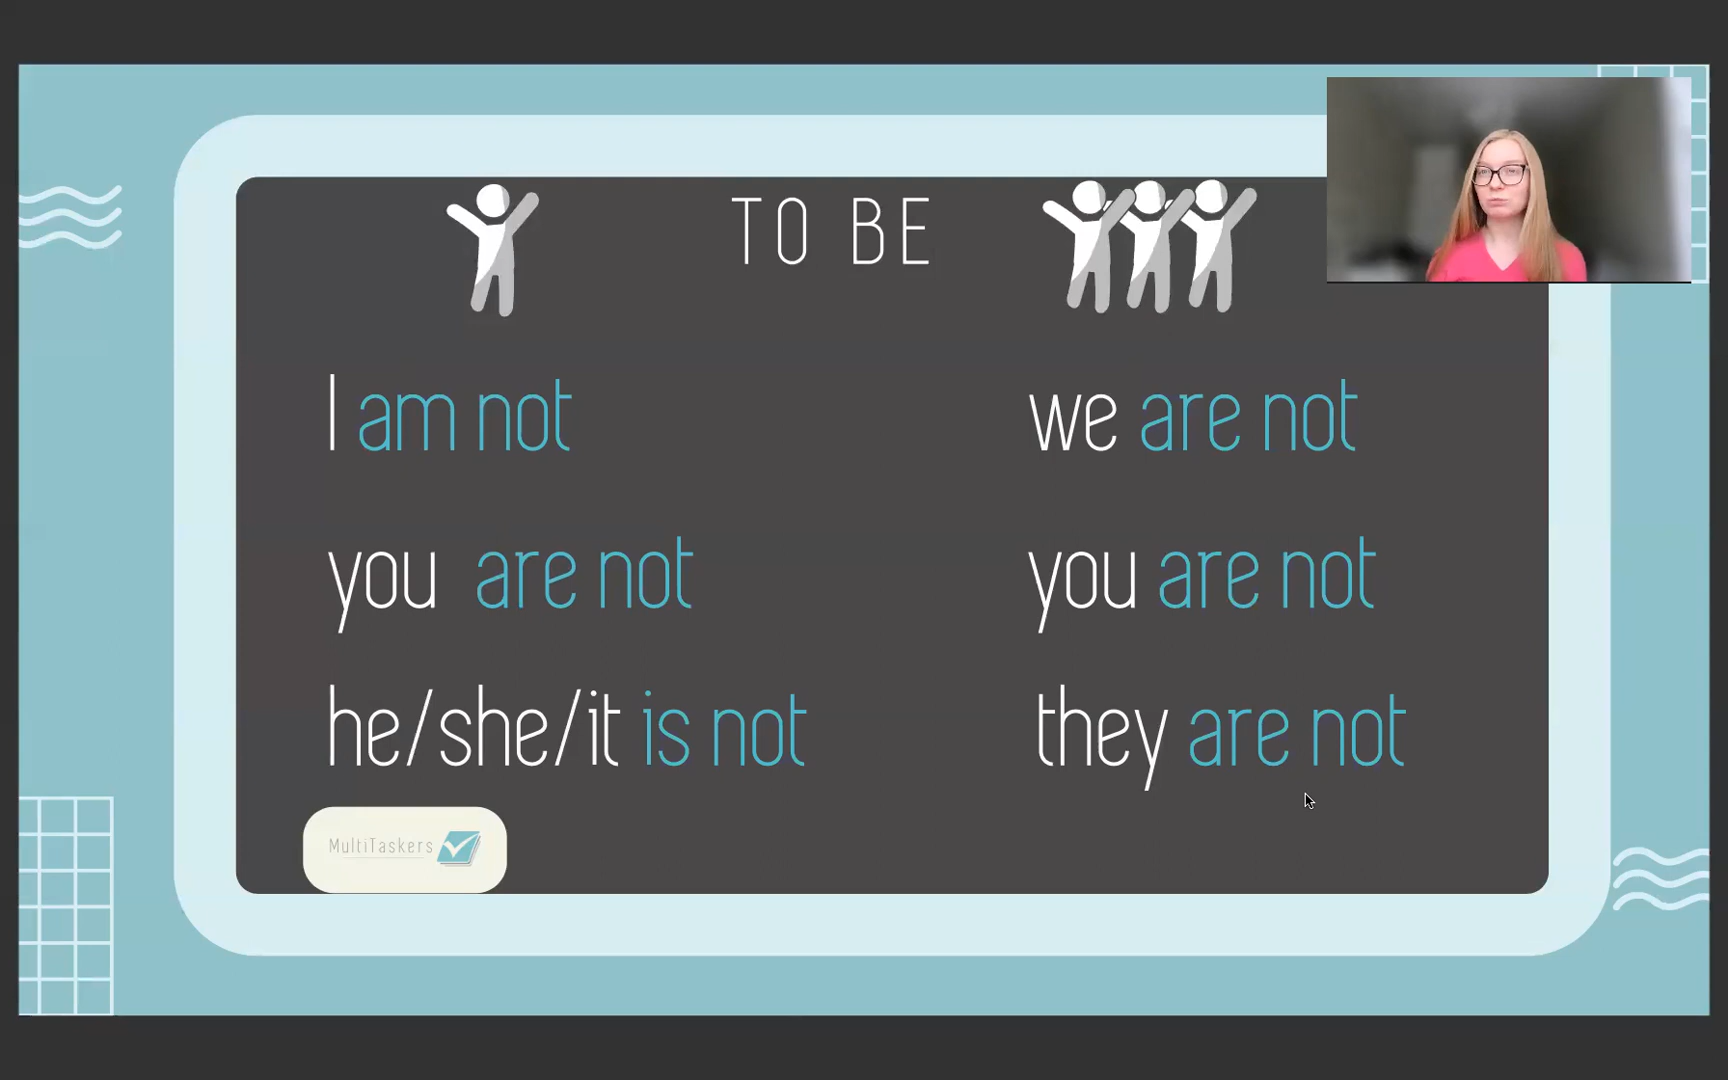 TO BE
I am not
you are not
he/she/it is not
we are not
you are not
they are not
MultiTaskers